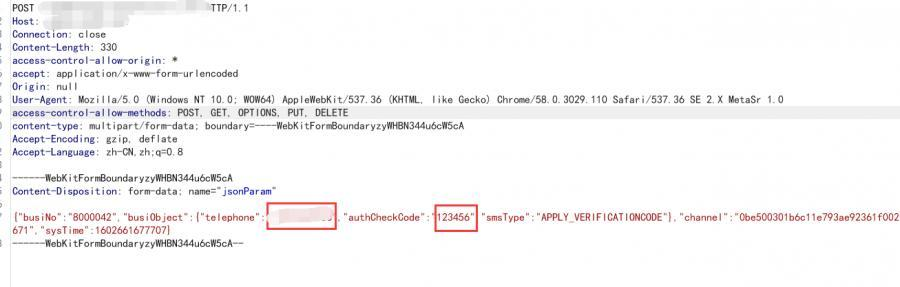 POST TTP/1.1
Host:
Connection: close
Content-Length: 330
access-control-allow-origin: *
accept: application/x-www-form-urlencoded
Origin: null
User-Agent: Mozilla/5.0 (Windows NT 10.0; WOW64) AppleWebKit/537.36 (KHTML, like Gecko) Chrome/58.0.3029.110 Safari/537.36 SE 2.X MetaSr 1.0
access-control-allow-methods: POST, GET, OPTIONS, PUT, DELETE
content-type: multipart/form-data; boundary=----WebKitFormBoundaryzyWHBN344u6cW5cA
Accept-Encoding: gzip, deflate
Accept-Language: zh-CN,zh;q=0.8
------WebKitFormBoundaryzyWHBN344u6cW5cA
Content-Disposition: form-data; name="jsonParam"
{"busiNo":"8000042","busiObject":{"telephone": ,"authCheckCode":"123456","smsType":"APPLY_VERIFICATIONCODE"},"channel":"0be500301b6c11e793ae92361f002
671","sysTime":1602661677707}
------WebKitFormBoundaryzyWHBN344u6cW5cA--